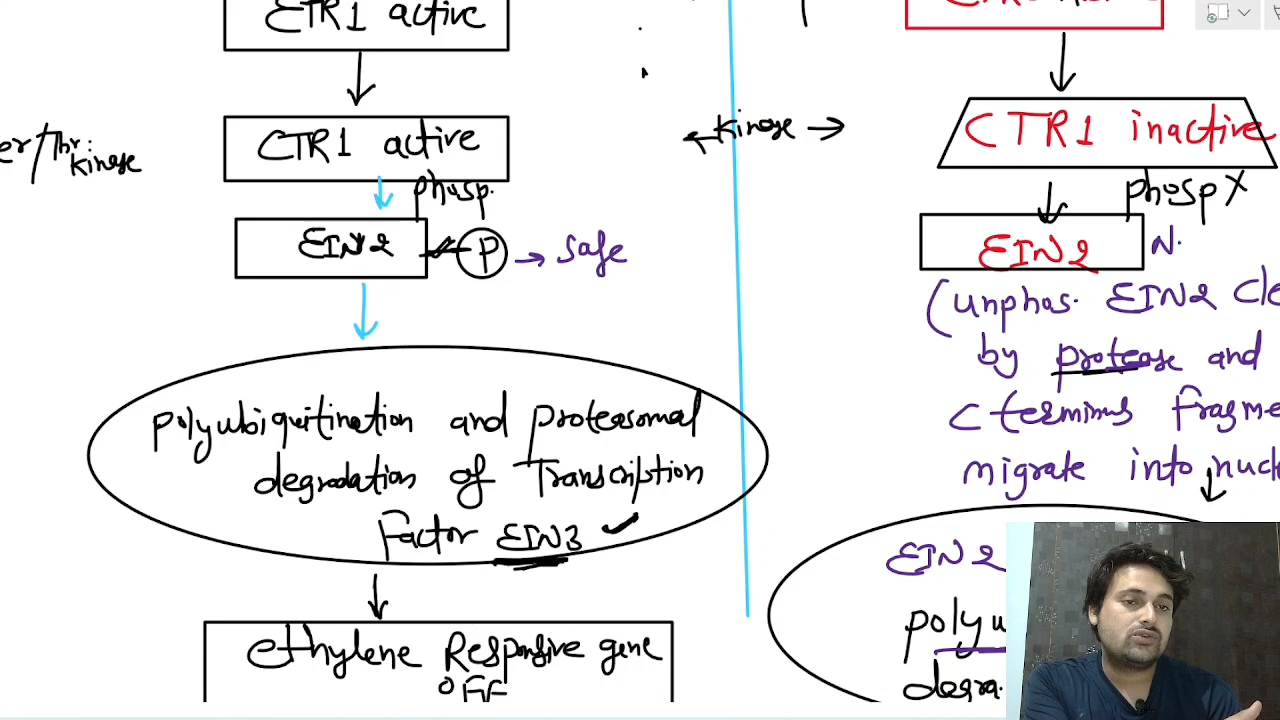 ETR1 active
CTR1 active
er/Thr.
kinase
phosp.
EIN2
P → safe
polyubiquitination and proteasomal
degradation of Transcription
Factor EIN3 ✓
ethylene Responsive gene
OFF
← kinase →
CTR1 inactive
phosp X
EIN2 N.
(unphos. EIN2 Cle
by protease and
C terminus fragme
migrate into nucl
EIN2
polyu
degra.